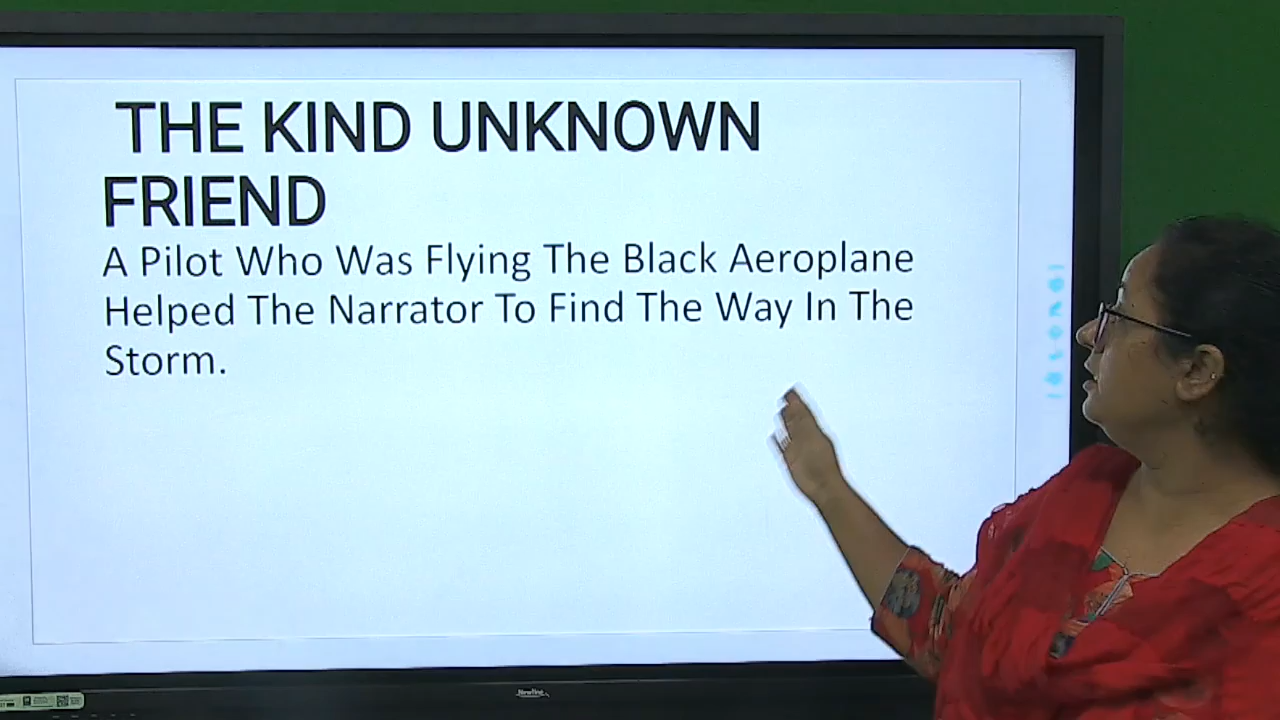 THE KIND UNKNOWN
FRIEND
A Pilot Who Was Flying The Black Aeroplane
Helped The Narrator To Find The Way In The
Storm.
Newline